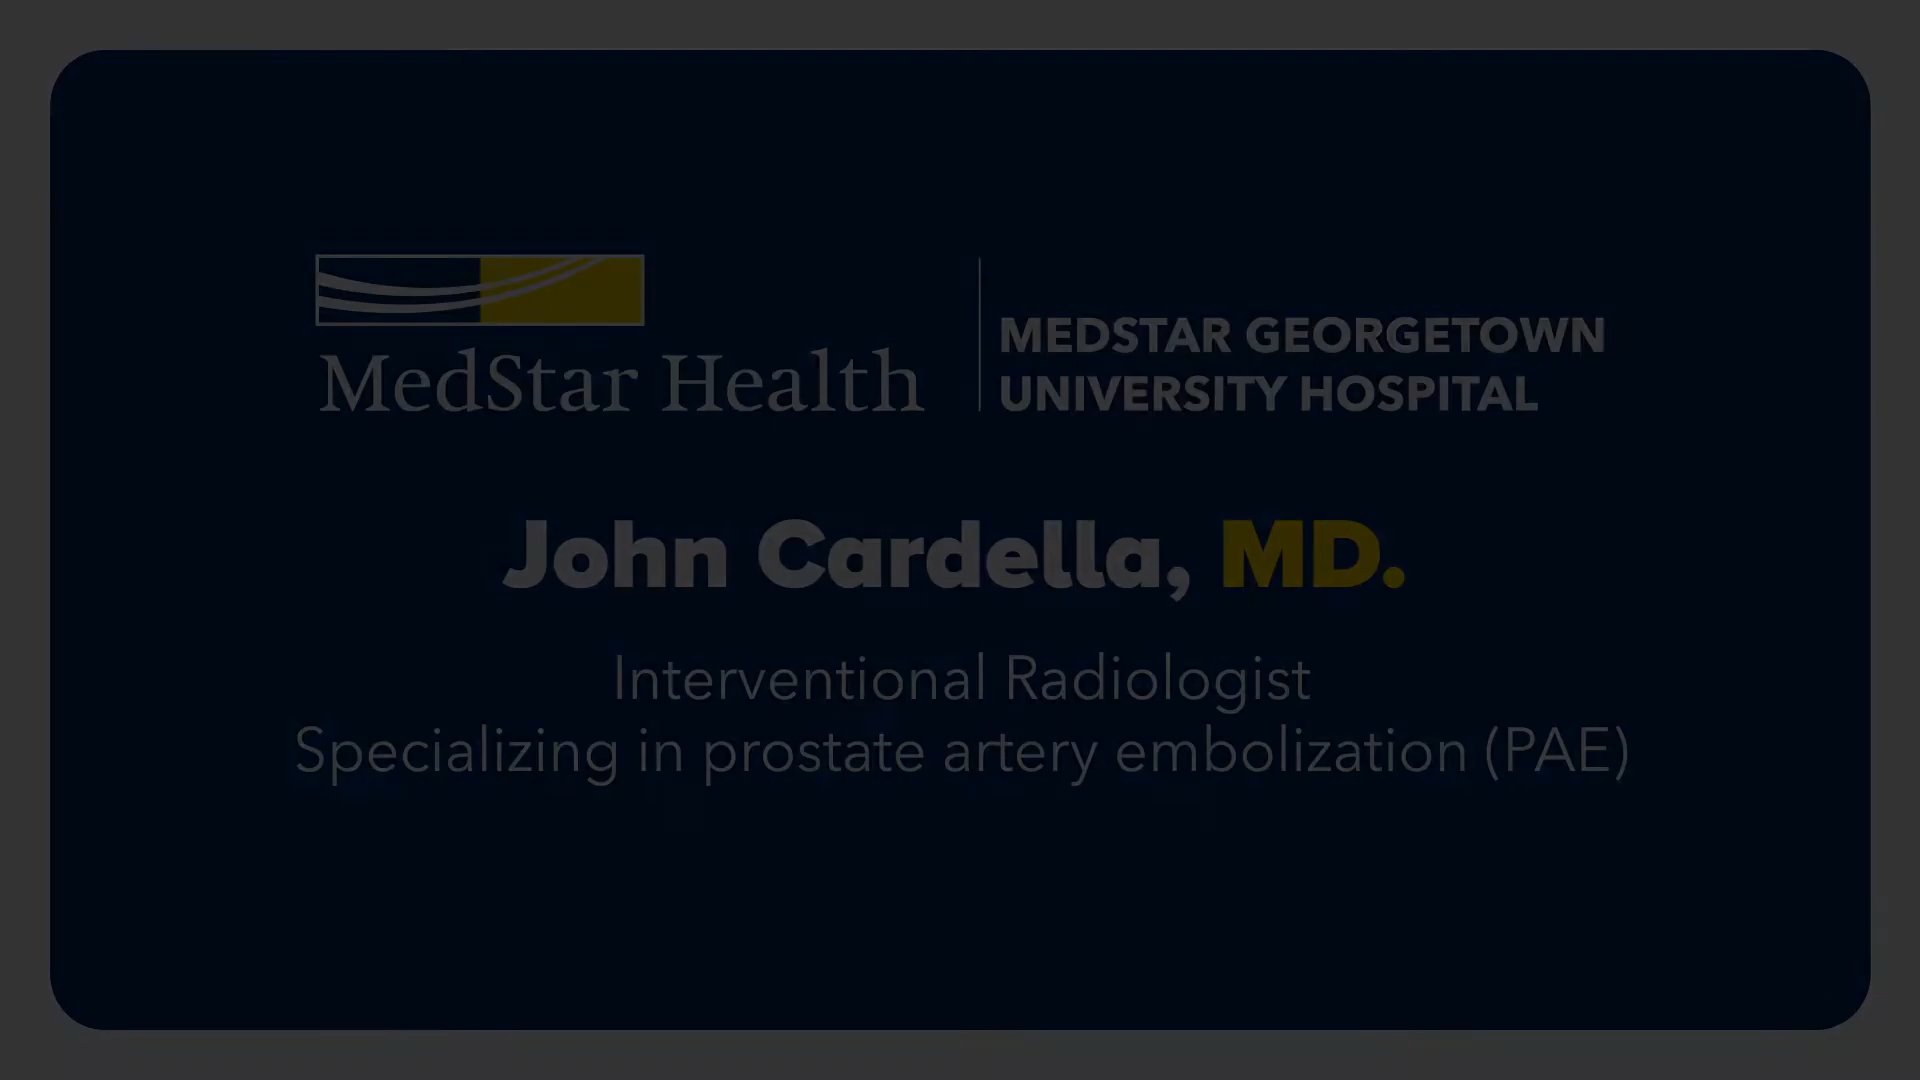 MedStar Health
MEDSTAR GEORGETOWN
UNIVERSITY HOSPITAL
John Cardella, MD.
Interventional Radiologist
Specializing in prostate artery embolization (PAE)